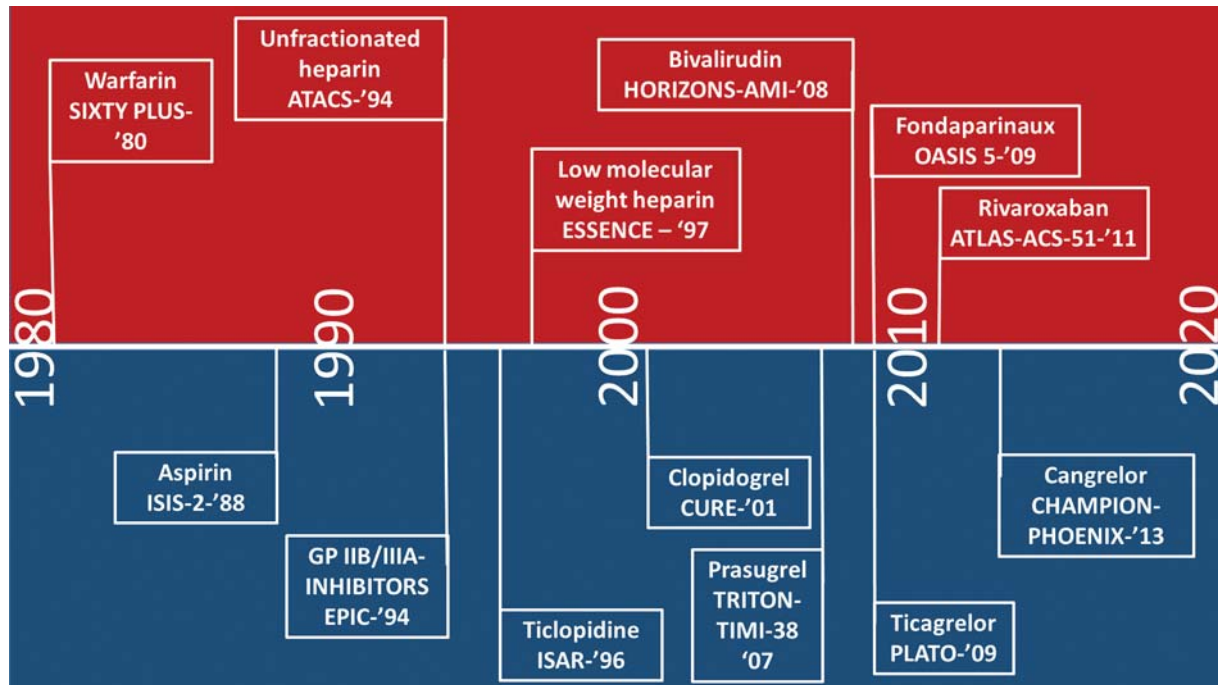 Warfarin
SIXTY PLUS-
’80
Unfractionated
heparin
ATACS-’94
Low molecular
weight heparin
ESSENCE – ‘97
Bivalirudin
HORIZONS-AMI-’08
Fondaparinaux
OASIS 5-’09
Rivaroxaban
ATLAS-ACS-51-’11
1980
1990
2000
2010
2020
Aspirin
ISIS-2-’88
GP IIB/IIIA-
INHIBITORS
EPIC-’94
Ticlopidine
ISAR-’96
Clopidogrel
CURE-’01
Prasugrel
TRITON-
TIMI-38
‘07
Ticagrelor
PLATO-’09
Cangrelor
CHAMPION-
PHOENIX-’13